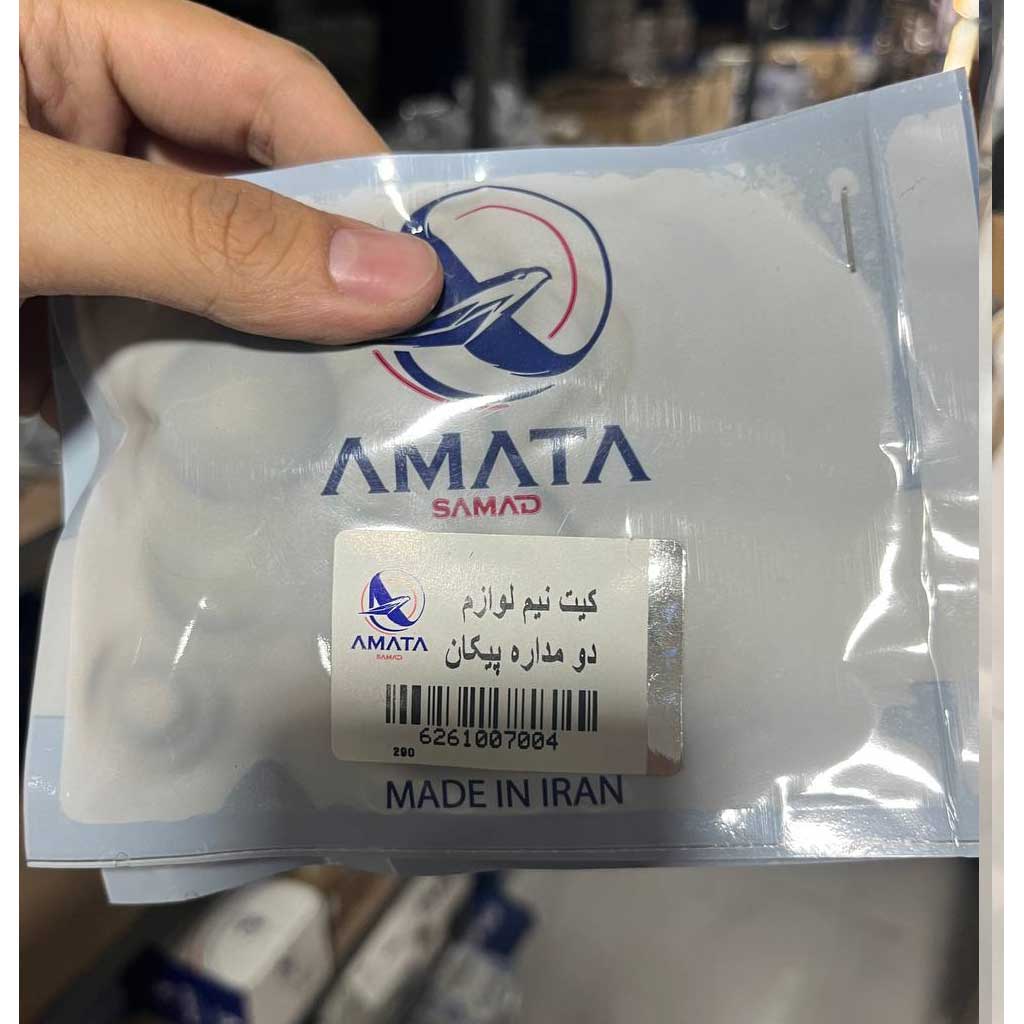 AMATA
SAMAD
کیت نیم لوازم
دو مداره پیکان
AMATA
SAMAD
6261007004
290
MADE IN IRAN